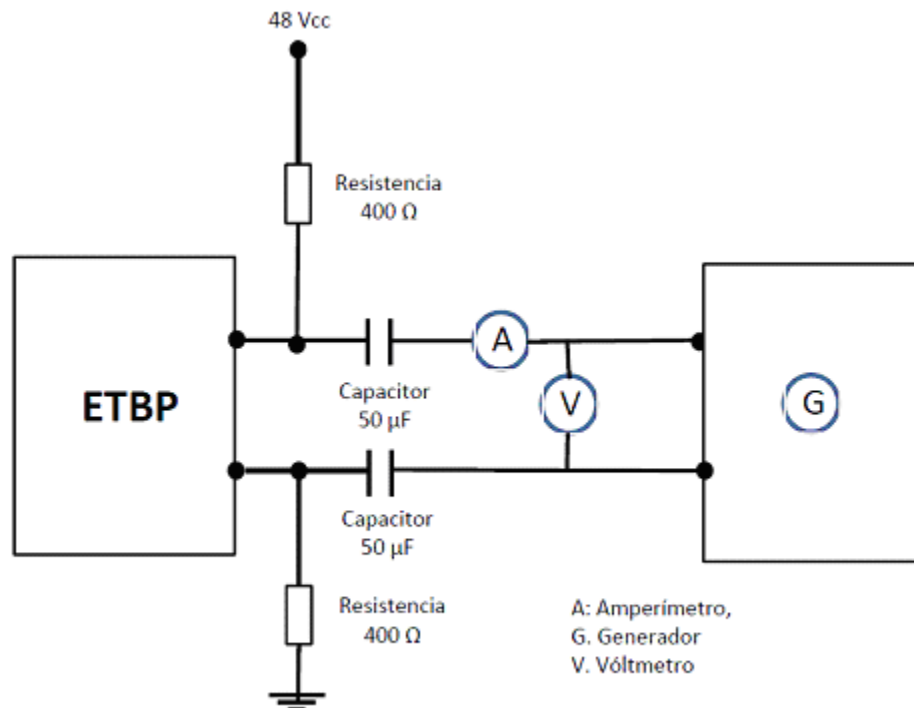 48 Vcc
Resistencia
400 Ω
A
ETBP
Capacitor
50 µF
V
G
Capacitor
50 µF
Resistencia
400 Ω
A: Amperímetro,
G. Generador
V. Vóltmetro